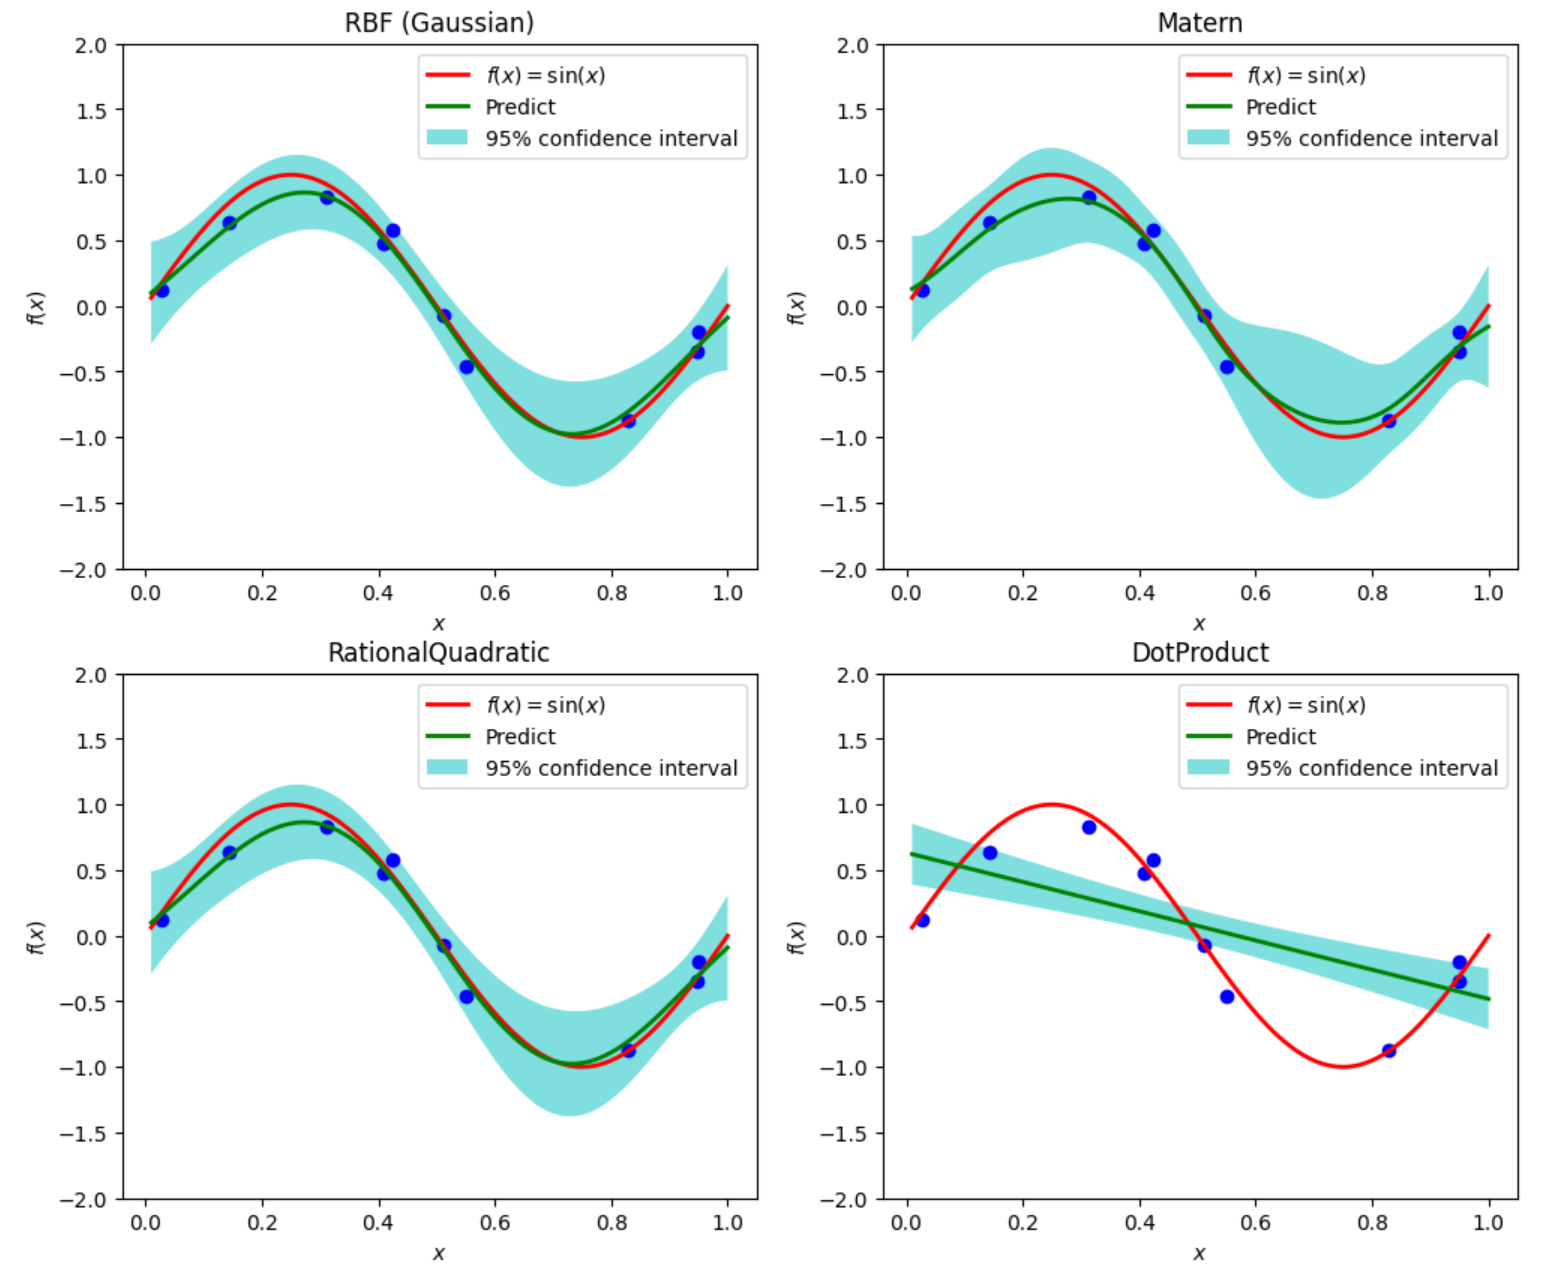 RBF (Gaussian)
2.0
1.5
1.0
0.5
0.0
−0.5
−1.0
−1.5
−2.0
f(x)
f(x) = sin(x)
Predict
95% confidence interval
0.0 0.2 0.4 0.6 0.8 1.0
x
Matern
2.0
1.5
1.0
0.5
0.0
−0.5
−1.0
−1.5
−2.0
f(x)
f(x) = sin(x)
Predict
95% confidence interval
0.0 0.2 0.4 0.6 0.8 1.0
x
RationalQuadratic
2.0
1.5
1.0
0.5
0.0
−0.5
−1.0
−1.5
−2.0
f(x)
f(x) = sin(x)
Predict
95% confidence interval
0.0 0.2 0.4 0.6 0.8 1.0
x
DotProduct
2.0
1.5
1.0
0.5
0.0
−0.5
−1.0
−1.5
−2.0
f(x)
f(x) = sin(x)
Predict
95% confidence interval
0.0 0.2 0.4 0.6 0.8 1.0
x